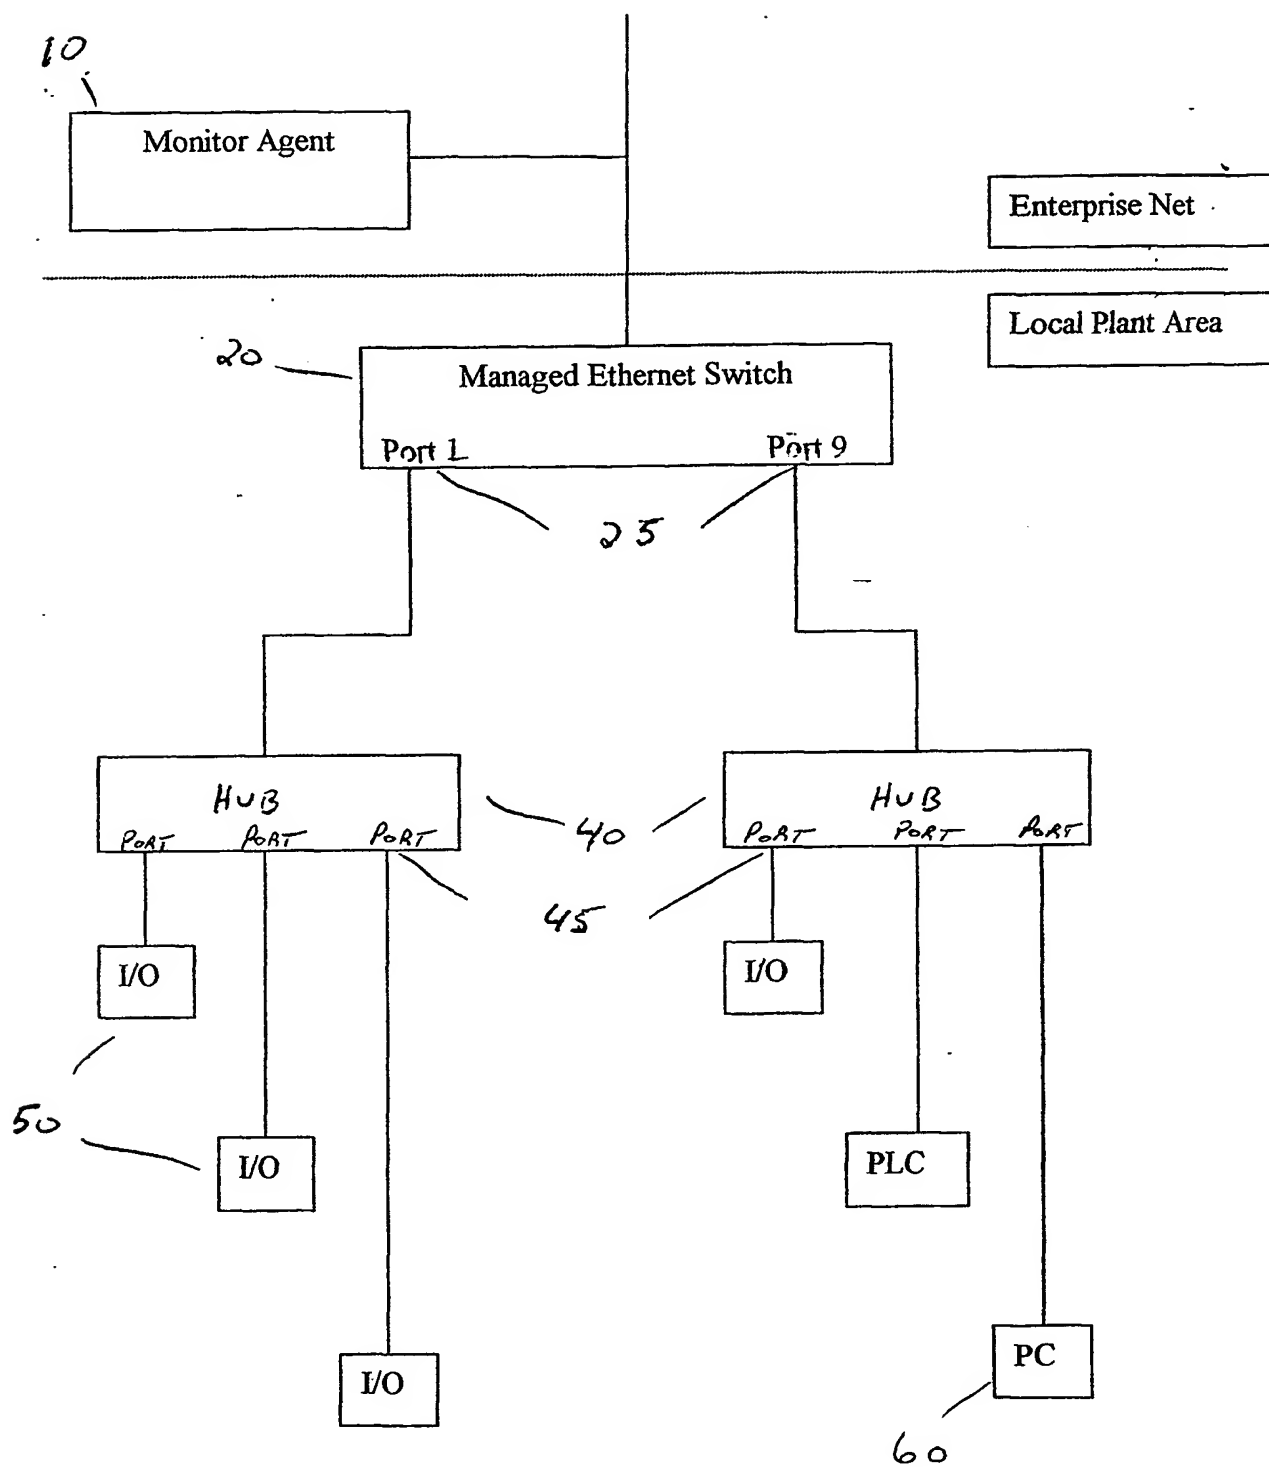 10
Monitor Agent
Enterprise Net
Local Plant Area
20
Managed Ethernet Switch
Port 1
Port 9
25
HUB
HUB
PORT
PORT
PORT
40
PORT
PORT
PORT
45
I/O
I/O
50
I/O
PLC
I/O
PC
60